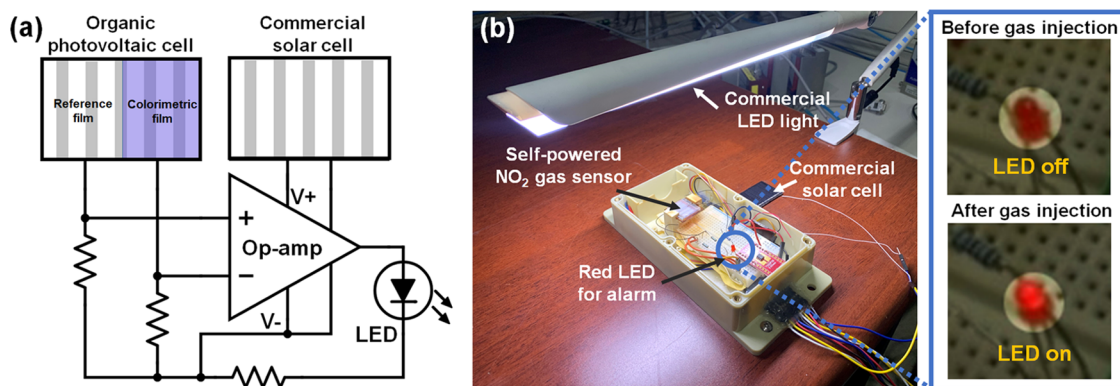 (a)
Organic
photovoltaic cell
Commercial
solar cell
Reference
film
Colorimetric
film
V+
+
Op-amp
−
V-
LED
(b)
Commercial
LED light
Self-powered
NO₂ gas sensor
Commercial
solar cell
Red LED
for alarm
Before gas injection
LED off
After gas injection
LED on